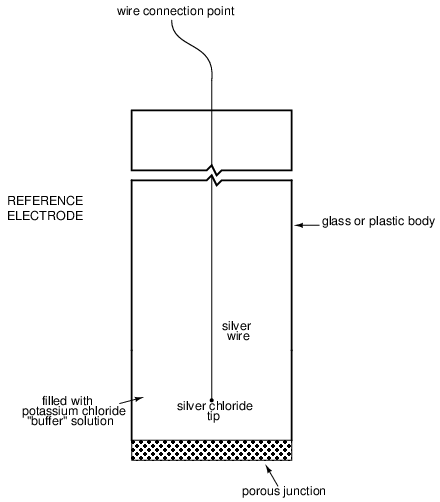 wire connection point
REFERENCE
ELECTRODE
glass or plastic body
silver
wire
filled with
potassium chloride
"buffer" solution
silver chloride
tip
porous junction